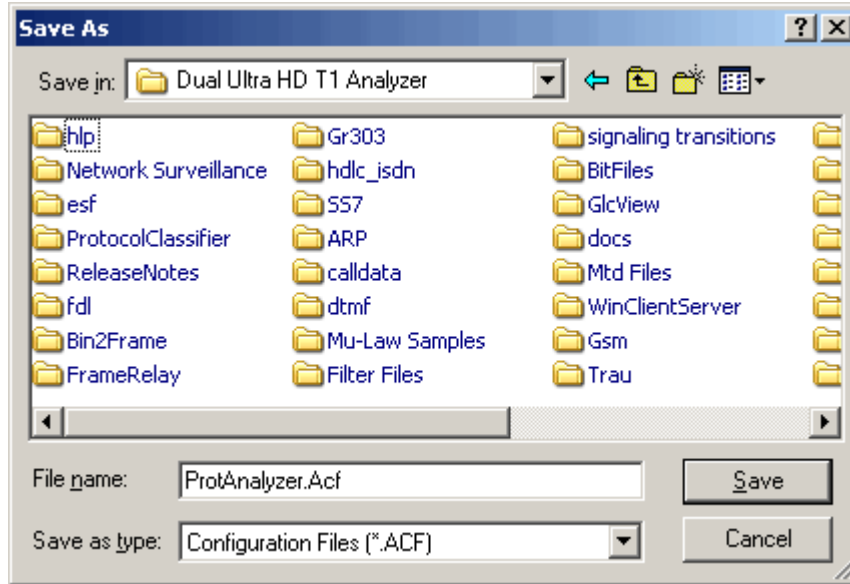 Save As
Save in: Dual Ultra HD T1 Analyzer
hlp Gr303 signaling transitions
Network Surveillance hdlc_isdn BitFiles
esf SS7 GlcView
ProtocolClassifier ARP docs
ReleaseNotes calldata Mtd Files
fdl dtmf WinClientServer
Bin2Frame Mu-Law Samples Gsm
FrameRelay Filter Files Trau
File name: ProtAnalyzer.Acf Save
Save as type: Configuration Files (*.ACF) Cancel